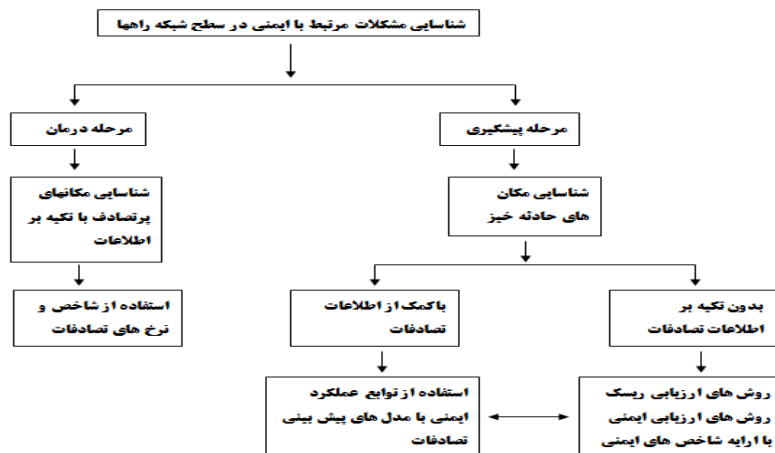 شناسایی مشکلات مرتبط با ایمنی در سطح شبکه راهها
مرحله پیشگیری
مرحله درمان
شناسایی مکان
های حادثه خیز
شناسایی مکانهای
پرتصادف با تکیه بر
اطلاعات
بدون تکیه بر
اطلاعات تصادفات
باکمک از اطلاعات
تصادفات
استفاده از شاخص و
نرخ های تصادفات
روش های ارزیابی ریسک
روش های ارزیابی ایمنی
با ارایه شاخص های ایمنی
استفاده از توابع عملکرد
ایمنی با مدل های پیش بینی
تصادفات